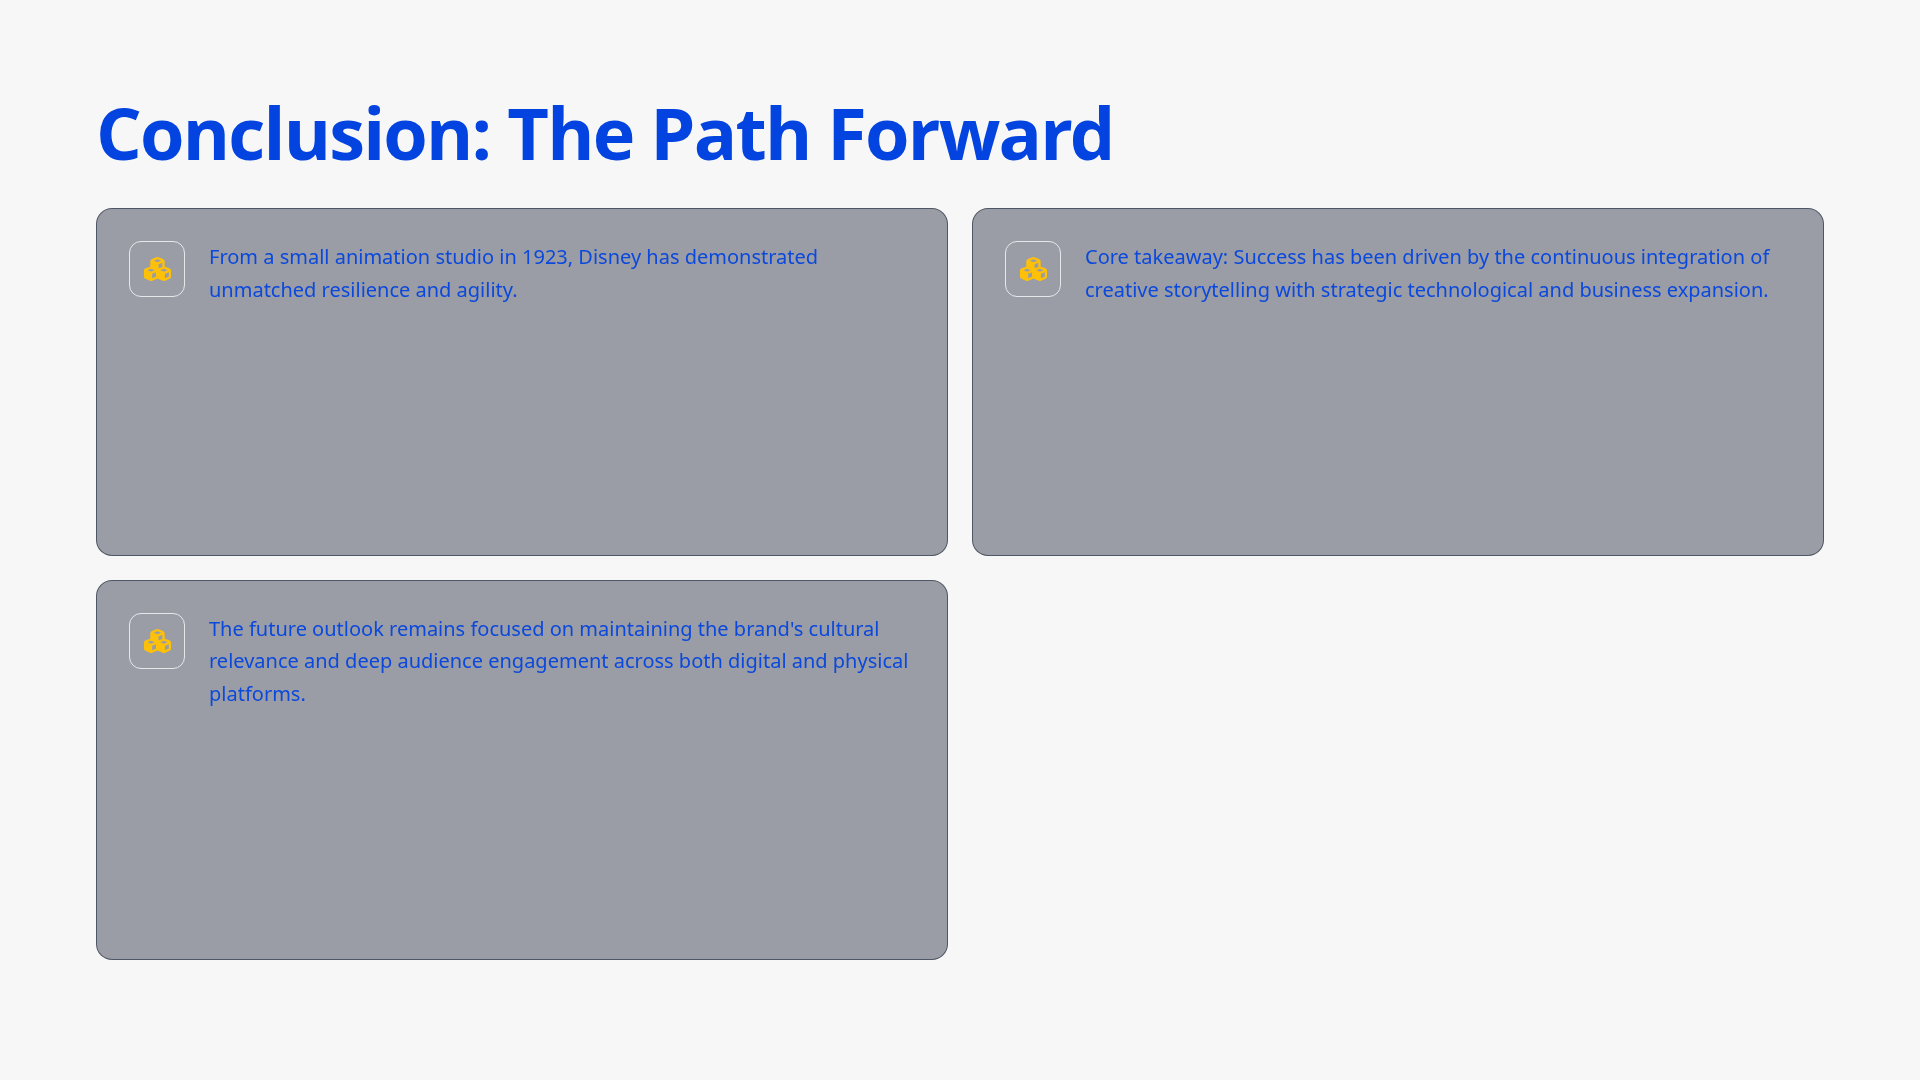 Conclusion: The Path Forward
From a small animation studio in 1923, Disney has demonstrated
unmatched resilience and agility.
Core takeaway: Success has been driven by the continuous integration of
creative storytelling with strategic technological and business expansion.
The future outlook remains focused on maintaining the brand's cultural
relevance and deep audience engagement across both digital and physical
platforms.